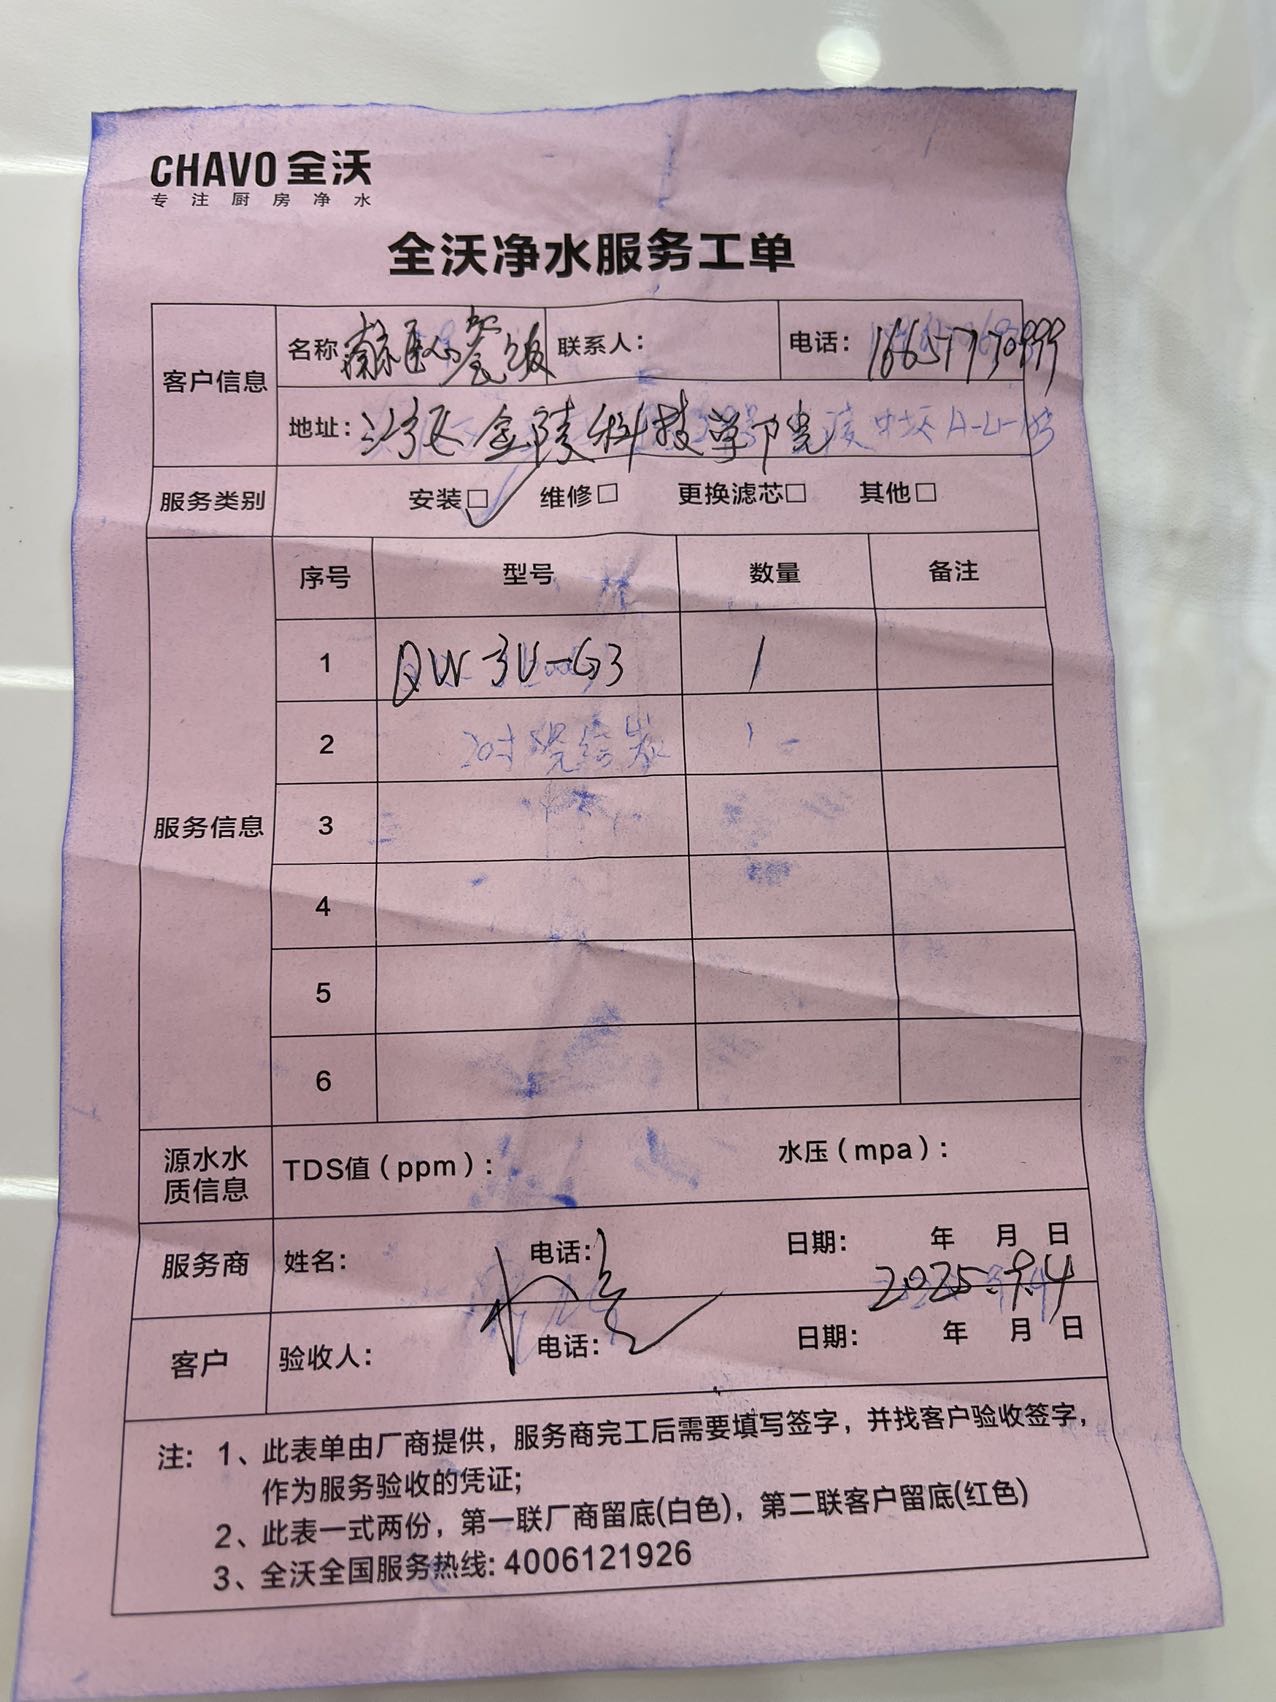 CHAVO 全沃
专注厨房净水
全沃净水服务工单
客户信息
名称 联系人： 电话：16657730999
地址：江苏金陵科技学院
服务类别 安装□ 维修□ 更换滤芯□ 其他□
服务信息
序号 型号 数量 备注
1 QW-3U-G3 1
2 20寸烧结炭 1
3
4
5
6
源水水质信息 TDS值（ppm）： 水压（mpa）：
服务商 姓名： 电话： 日期： 年 月 日
2025.9.4
客户 验收人： 电话： 日期： 年 月 日
注：1、此表单由厂商提供，服务商完工后需要填写签字，并找客户验收签字，
作为服务验收的凭证；
2、此表一式两份，第一联厂商留底(白色)，第二联客户留底(红色)
3、全沃全国服务热线：4006121926